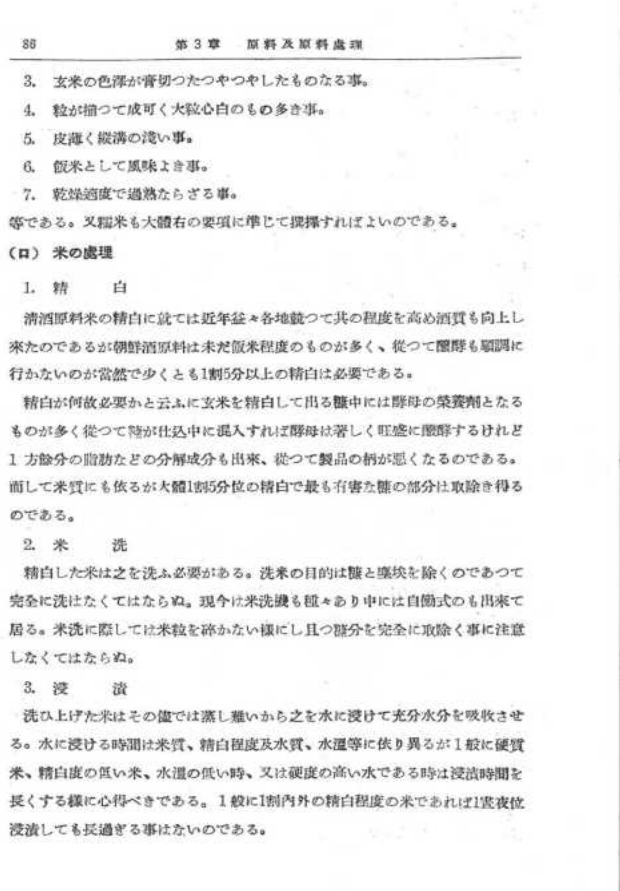 86 第3章 原料及原料處理
3. 玄米の色澤が青切つたつやつやしたものなる事。
4. 粒が揃つて成可く大粒心白のもの多き事。
5. 皮薄く縱溝の淺い事。
6. 飯米として風味よき事。
7. 乾燥適度で過熟ならざる事。
等である。又糯米も大體右の要項に準じて撰擇すればよいのである。
(ロ) 米の處理
1. 精白
清酒原料米の精白に就ては近年益々各地競つて其の程度を高め酒質も向上し
來たのであるが朝鮮酒原料は未だ飯米程度のものが多く、從つて醱酵も順調に
行かないのが當然で少くとも1割5分以上の精白は必要である。
精白が何故必要かと云ふに玄米を精白して出る糠中には酵母の榮養劑となる
ものが多く從つて糠が仕込中に混入すれば酵母は著しく旺盛に醱酵するけれど
1方餘分の脂肪などの分解成分も出來、從つて製品の柄が惡くなるのである。
而して米質にも依るが大體1割5分位の精白で最も有害な糠の部分は取除き得る
のである。
2. 米洗
精白した米は之を洗ふ必要がある。洗米の目的は糠と塵埃を除くのであつて
完全に洗はなくてはならぬ。現今は米洗機も種々あり中には自働式のも出來て
居る。米洗に際しては米粒を碎かない樣にし且つ糠分を完全に取除く事に注意
しなくてはならぬ。
3. 浸漬
洗ひ上げた米はその儘では蒸し難いから之を水に浸けて充分水分を吸收させ
る。水に浸ける時間は米質、精白程度及水質、水溫等に依り異るが1般に硬質
米、精白度の低い米、水溫の低い時、又は硬度の高い水である時は浸漬時間を
長くする樣に心得べきである。1般に1割內外の精白程度の米であれば1晝夜位
浸漬しても長過ぎる事はないのである。